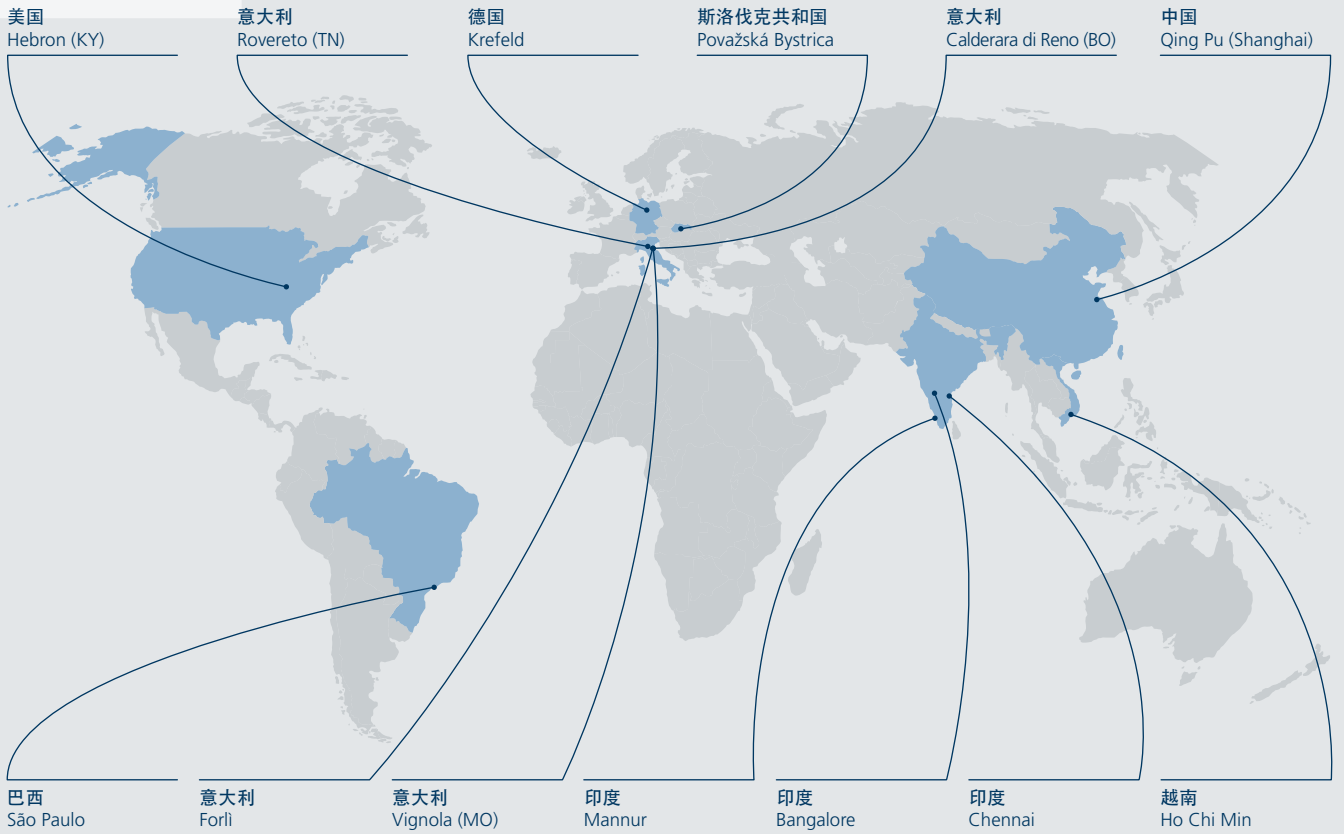 美国
Hebron (KY)
意大利
Rovereto (TN)
德国
Krefeld
斯洛伐克共和国
Považská Bystrica
意大利
Calderara di Reno (BO)
中国
Qing Pu (Shanghai)
巴西
São Paulo
意大利
Forlì
意大利
Vignola (MO)
印度
Mannur
印度
Bangalore
印度
Chennai
越南
Ho Chi Min